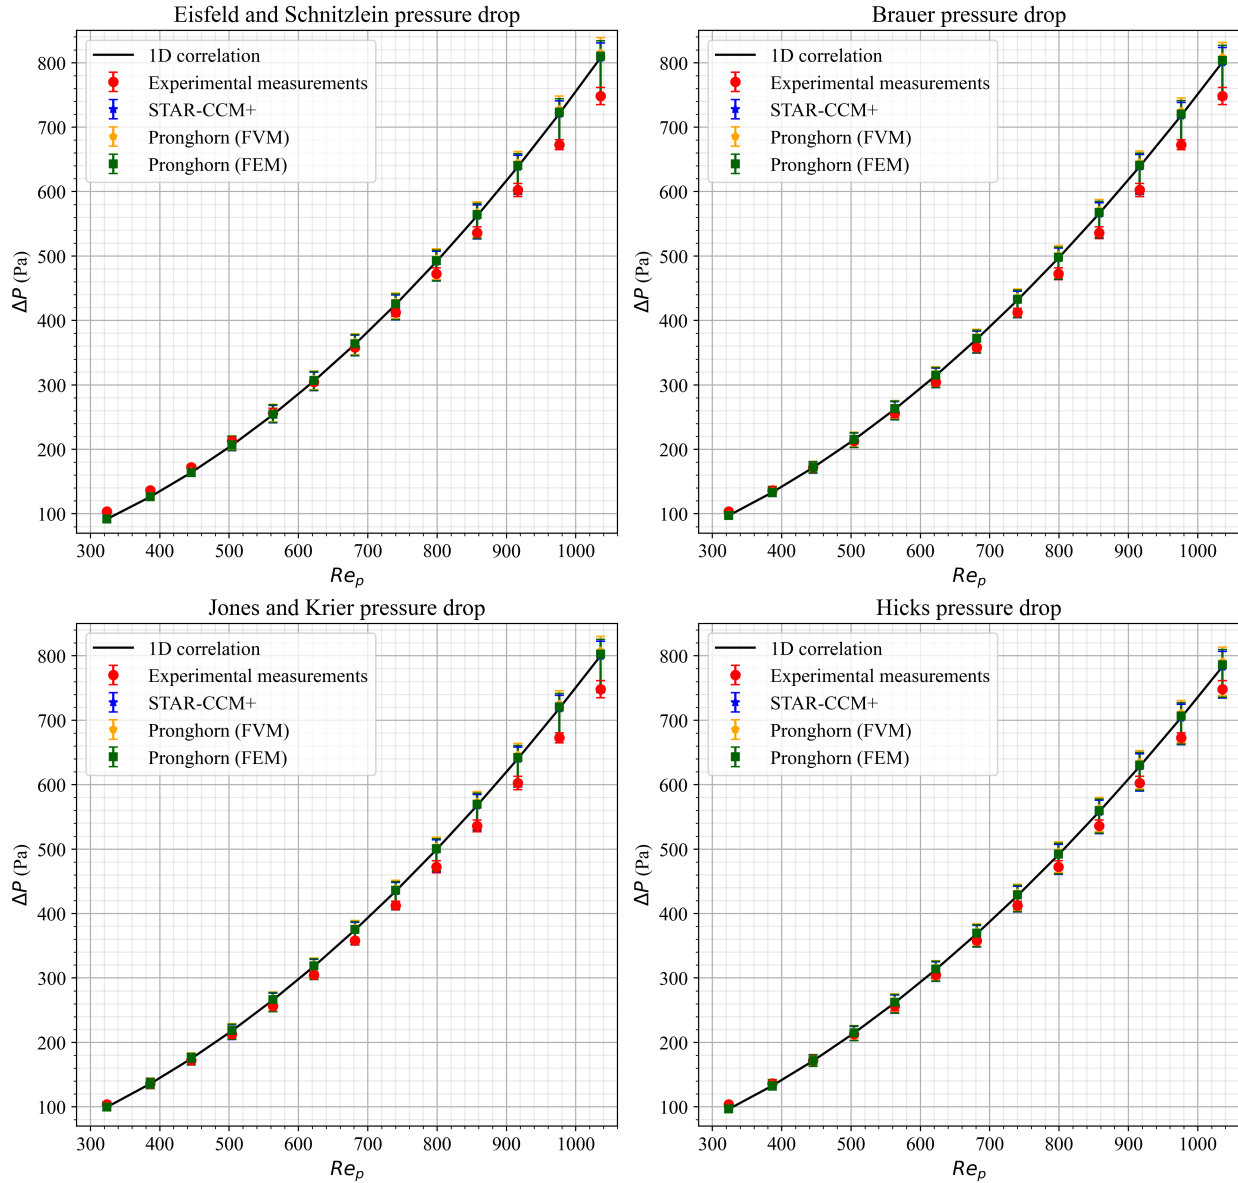 Eisfeld and Schnitzlein pressure drop
1D correlation
Experimental measurements
STAR-CCM+
Pronghorn (FVM)
Pronghorn (FEM)
800
700
600
500
400
300
200
100
ΔP (Pa)
300 400 500 600 700 800 900 1000
Re_p
Brauer pressure drop
1D correlation
Experimental measurements
STAR-CCM+
Pronghorn (FVM)
Pronghorn (FEM)
800
700
600
500
400
300
200
100
ΔP (Pa)
300 400 500 600 700 800 900 1000
Re_p
Jones and Krier pressure drop
1D correlation
Experimental measurements
STAR-CCM+
Pronghorn (FVM)
Pronghorn (FEM)
800
700
600
500
400
300
200
100
ΔP (Pa)
300 400 500 600 700 800 900 1000
Re_p
Hicks pressure drop
1D correlation
Experimental measurements
STAR-CCM+
Pronghorn (FVM)
Pronghorn (FEM)
800
700
600
500
400
300
200
100
ΔP (Pa)
300 400 500 600 700 800 900 1000
Re_p